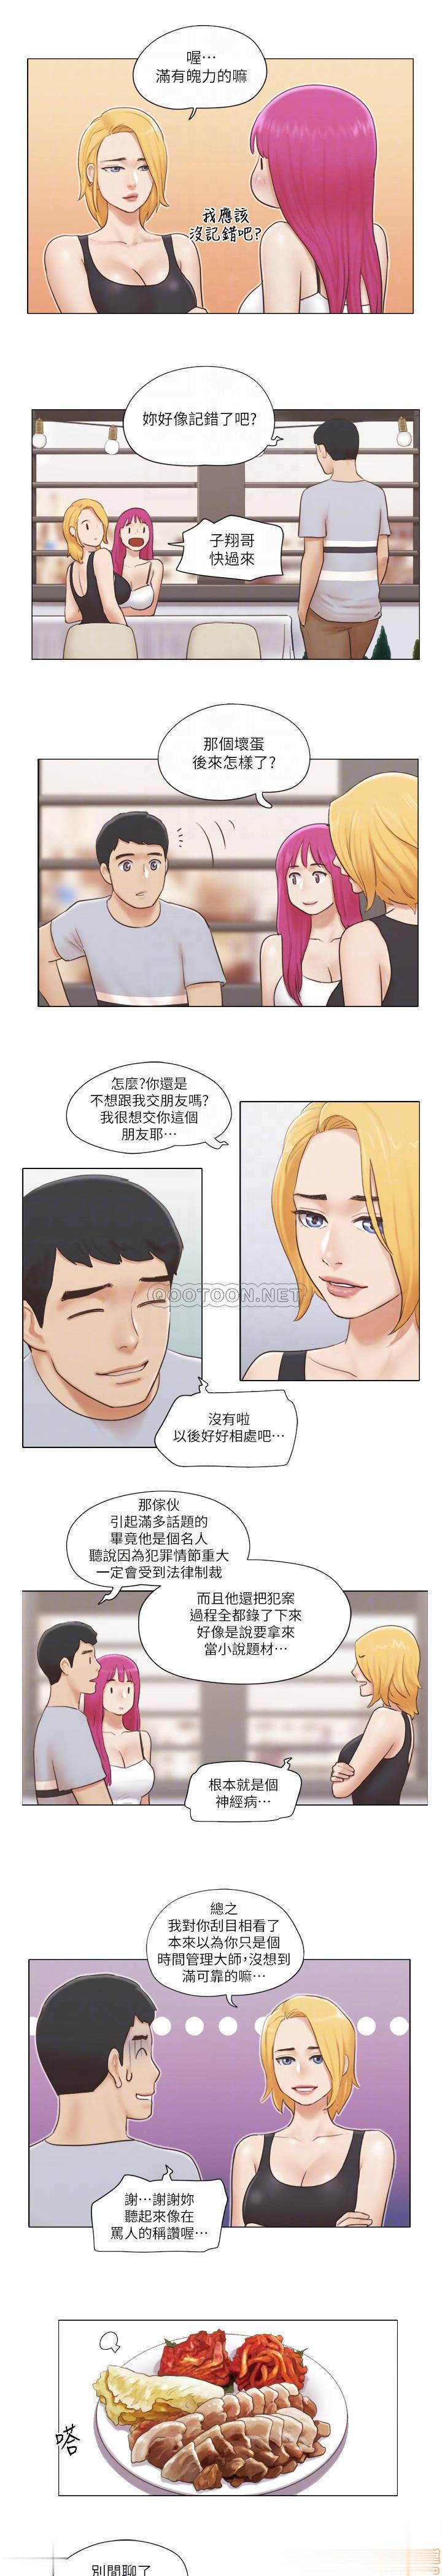 喔⋯
滿有魄力的嘛
我應該
沒記錯吧?
妳好像記錯了吧?
子翔哥
快過來
那個壞蛋
後來怎樣了?
怎麼?你還是
不想跟我交朋友嗎?
我很想交你這個
朋友耶⋯
QOOTOON.NET
沒有啦
以後好好相處吧⋯
那傢伙
引起滿多話題的
畢竟他是個名人
聽說因為犯罪情節重大
一定會受到法律制裁
而且他還把犯案
過程全都錄了下來
好像是說要拿來
當小說題材⋯
根本就是個
神經病⋯
總之
我對你刮目相看了
本來以為你只是個
時間管理大師,沒想到
滿可靠的嘛⋯
謝⋯謝謝妳
聽起來像在
罵人的稱讚喔⋯
嗒
別閒聊了